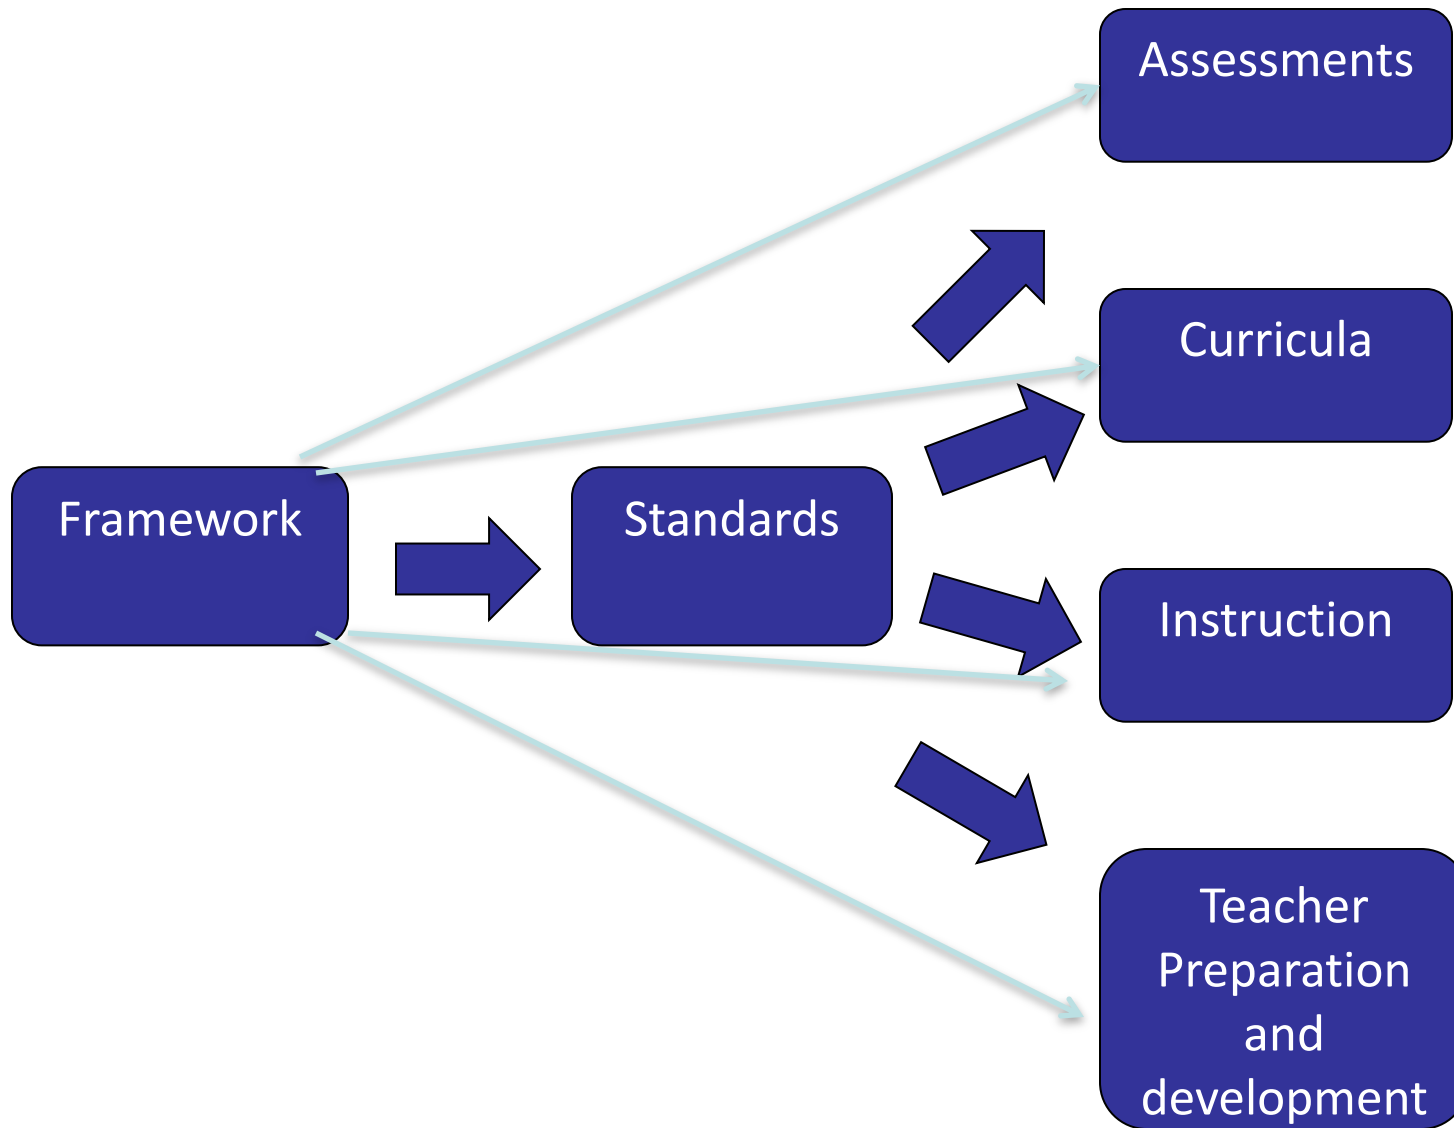 Assessments
Curricula
Framework
Standards
Instruction
Teacher
Preparation
and
development